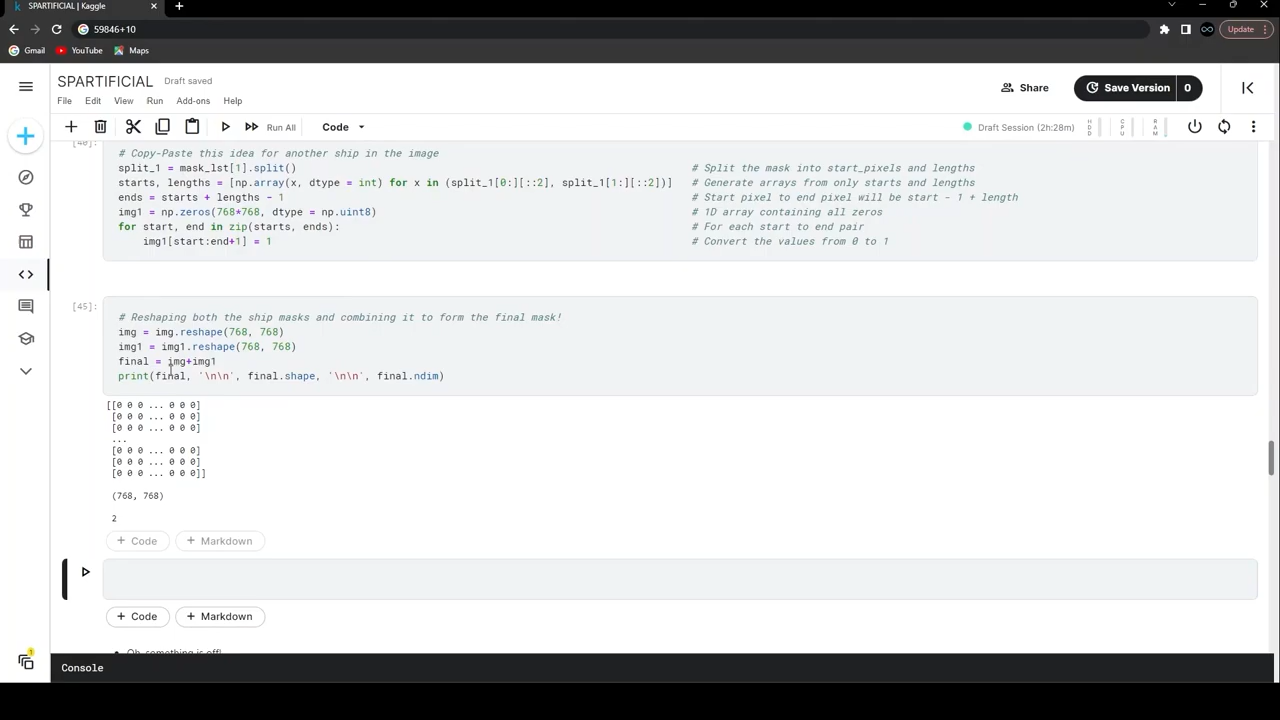 SPARTIFICIAL | Kaggle
59846+10
Update
Gmail YouTube Maps
SPARTIFICIAL Draft saved
Share
Save Version 0
File Edit View Run Add-ons Help
Run All Code
Draft Session (2h:28m)
HDD
CPU
RAM
[40]:
# Copy-Paste this idea for another ship in the image
split_1 = mask_lst[1].split() # Split the mask into start_pixels and lengths
starts, lengths = [np.array(x, dtype = int) for x in (split_1[0:][::2], split_1[1:][::2])] # Generate arrays from only starts and lengths
ends = starts + lengths - 1 # Start pixel to end pixel will be start - 1 + length
img1 = np.zeros(768*768, dtype = np.uint8) # 1D array containing all zeros
for start, end in zip(starts, ends): # For each start to end pair
img1[start:end+1] = 1 # Convert the values from 0 to 1
[45]:
# Reshaping both the ship masks and combining it to form the final mask!
img = img.reshape(768, 768)
img1 = img1.reshape(768, 768)
final = img+img1
print(final, '\n\n', final.shape, '\n\n', final.ndim)
[[0 0 0 ... 0 0 0]
[0 0 0 ... 0 0 0]
[0 0 0 ... 0 0 0]
...
[0 0 0 ... 0 0 0]
[0 0 0 ... 0 0 0]
[0 0 0 ... 0 0 0]]
(768, 768)
2
+ Code + Markdown
+ Code + Markdown
Oh, something is off!
1
Console